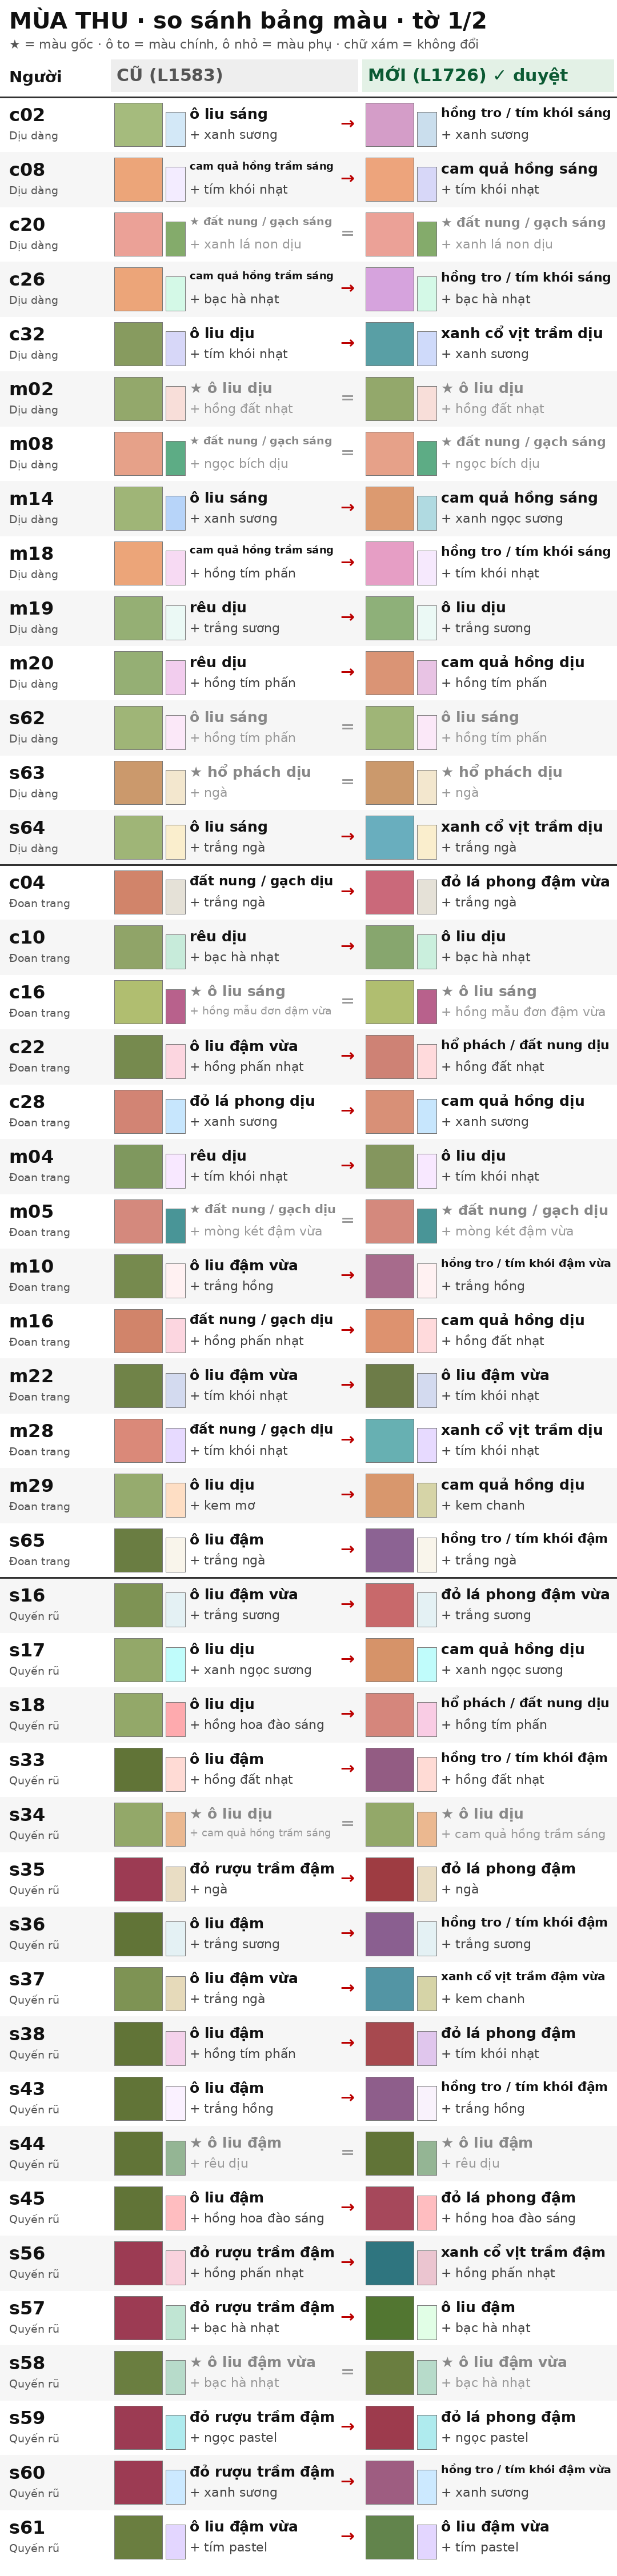 MÙA THU · so sánh bảng màu · tờ 1/2
★ = màu gốc · ô to = màu chính, ô nhỏ = màu phụ · chữ xám = không đổi
Người CŨ (L1583) MỚI (L1726) ✓ duyệt
c02 ô liu sáng → hồng tro / tím khói sáng
Dịu dàng + xanh sương + xanh sương
c08 cam quả hồng trầm sáng → cam quả hồng sáng
Dịu dàng + tím khói nhạt + tím khói nhạt
c20 ★ đất nung / gạch sáng = ★ đất nung / gạch sáng
Dịu dàng + xanh lá non dịu + xanh lá non dịu
c26 cam quả hồng trầm sáng → hồng tro / tím khói sáng
Dịu dàng + bạc hà nhạt + bạc hà nhạt
c32 ô liu dịu → xanh cổ vịt trầm dịu
Dịu dàng + tím khói nhạt + xanh sương
m02 ★ ô liu dịu = ★ ô liu dịu
Dịu dàng + hồng đất nhạt + hồng đất nhạt
m08 ★ đất nung / gạch sáng = ★ đất nung / gạch sáng
Dịu dàng + ngọc bích dịu + ngọc bích dịu
m14 ô liu sáng → cam quả hồng sáng
Dịu dàng + xanh sương + xanh ngọc sương
m18 cam quả hồng trầm sáng → hồng tro / tím khói sáng
Dịu dàng + hồng tím phấn + tím khói nhạt
m19 rêu dịu → ô liu dịu
Dịu dàng + trắng sương + trắng sương
m20 rêu dịu → cam quả hồng dịu
Dịu dàng + hồng tím phấn + hồng tím phấn
s62 ô liu sáng = ô liu sáng
Dịu dàng + hồng tím phấn + hồng tím phấn
s63 ★ hổ phách dịu = ★ hổ phách dịu
Dịu dàng + ngà + ngà
s64 ô liu sáng → xanh cổ vịt trầm dịu
Dịu dàng + trắng ngà + trắng ngà
c04 đất nung / gạch dịu → đỏ lá phong đậm vừa
Đoan trang + trắng ngà + trắng ngà
c10 rêu dịu → ô liu dịu
Đoan trang + bạc hà nhạt + bạc hà nhạt
c16 ★ ô liu sáng = ★ ô liu sáng
Đoan trang + hồng mẫu đơn đậm vừa + hồng mẫu đơn đậm vừa
c22 ô liu đậm vừa → hổ phách / đất nung dịu
Đoan trang + hồng phấn nhạt + hồng đất nhạt
c28 đỏ lá phong dịu → cam quả hồng dịu
Đoan trang + xanh sương + xanh sương
m04 rêu dịu → ô liu dịu
Đoan trang + tím khói nhạt + tím khói nhạt
m05 ★ đất nung / gạch dịu = ★ đất nung / gạch dịu
Đoan trang + mòng két đậm vừa + mòng két đậm vừa
m10 ô liu đậm vừa → hồng tro / tím khói đậm vừa
Đoan trang + trắng hồng + trắng hồng
m16 đất nung / gạch dịu → cam quả hồng dịu
Đoan trang + hồng phấn nhạt + hồng đất nhạt
m22 ô liu đậm vừa → ô liu đậm vừa
Đoan trang + tím khói nhạt + tím khói nhạt
m28 đất nung / gạch dịu → xanh cổ vịt trầm dịu
Đoan trang + tím khói nhạt + tím khói nhạt
m29 ô liu dịu → cam quả hồng dịu
Đoan trang + kem mơ + kem chanh
s65 ô liu đậm → hồng tro / tím khói đậm
Đoan trang + trắng ngà + trắng ngà
s16 ô liu đậm vừa → đỏ lá phong đậm vừa
Quyến rũ + trắng sương + trắng sương
s17 ô liu dịu → cam quả hồng dịu
Quyến rũ + xanh ngọc sương + xanh ngọc sương
s18 ô liu dịu → hổ phách / đất nung dịu
Quyến rũ + hồng hoa đào sáng + hồng tím phấn
s33 ô liu đậm → hồng tro / tím khói đậm
Quyến rũ + hồng đất nhạt + hồng đất nhạt
s34 ★ ô liu dịu = ★ ô liu dịu
Quyến rũ + cam quả hồng trầm sáng + cam quả hồng trầm sáng
s35 đỏ rượu trầm đậm → đỏ lá phong đậm
Quyến rũ + ngà + ngà
s36 ô liu đậm → hồng tro / tím khói đậm
Quyến rũ + trắng sương + trắng sương
s37 ô liu đậm vừa → xanh cổ vịt trầm đậm vừa
Quyến rũ + trắng ngà + kem chanh
s38 ô liu đậm → đỏ lá phong đậm
Quyến rũ + hồng tím phấn + tím khói nhạt
s43 ô liu đậm → hồng tro / tím khói đậm
Quyến rũ + trắng hồng + trắng hồng
s44 ★ ô liu đậm = ★ ô liu đậm
Quyến rũ + rêu dịu + rêu dịu
s45 ô liu đậm → đỏ lá phong đậm
Quyến rũ + hồng hoa đào sáng + hồng hoa đào sáng
s56 đỏ rượu trầm đậm → xanh cổ vịt trầm đậm
Quyến rũ + hồng phấn nhạt + hồng phấn nhạt
s57 đỏ rượu trầm đậm → ô liu đậm
Quyến rũ + bạc hà nhạt + bạc hà nhạt
s58 ★ ô liu đậm vừa = ★ ô liu đậm vừa
Quyến rũ + bạc hà nhạt + bạc hà nhạt
s59 đỏ rượu trầm đậm → đỏ lá phong đậm
Quyến rũ + ngọc pastel + ngọc pastel
s60 đỏ rượu trầm đậm → hồng tro / tím khói đậm vừa
Quyến rũ + xanh sương + xanh sương
s61 ô liu đậm vừa → ô liu đậm vừa
Quyến rũ + tím pastel + tím pastel